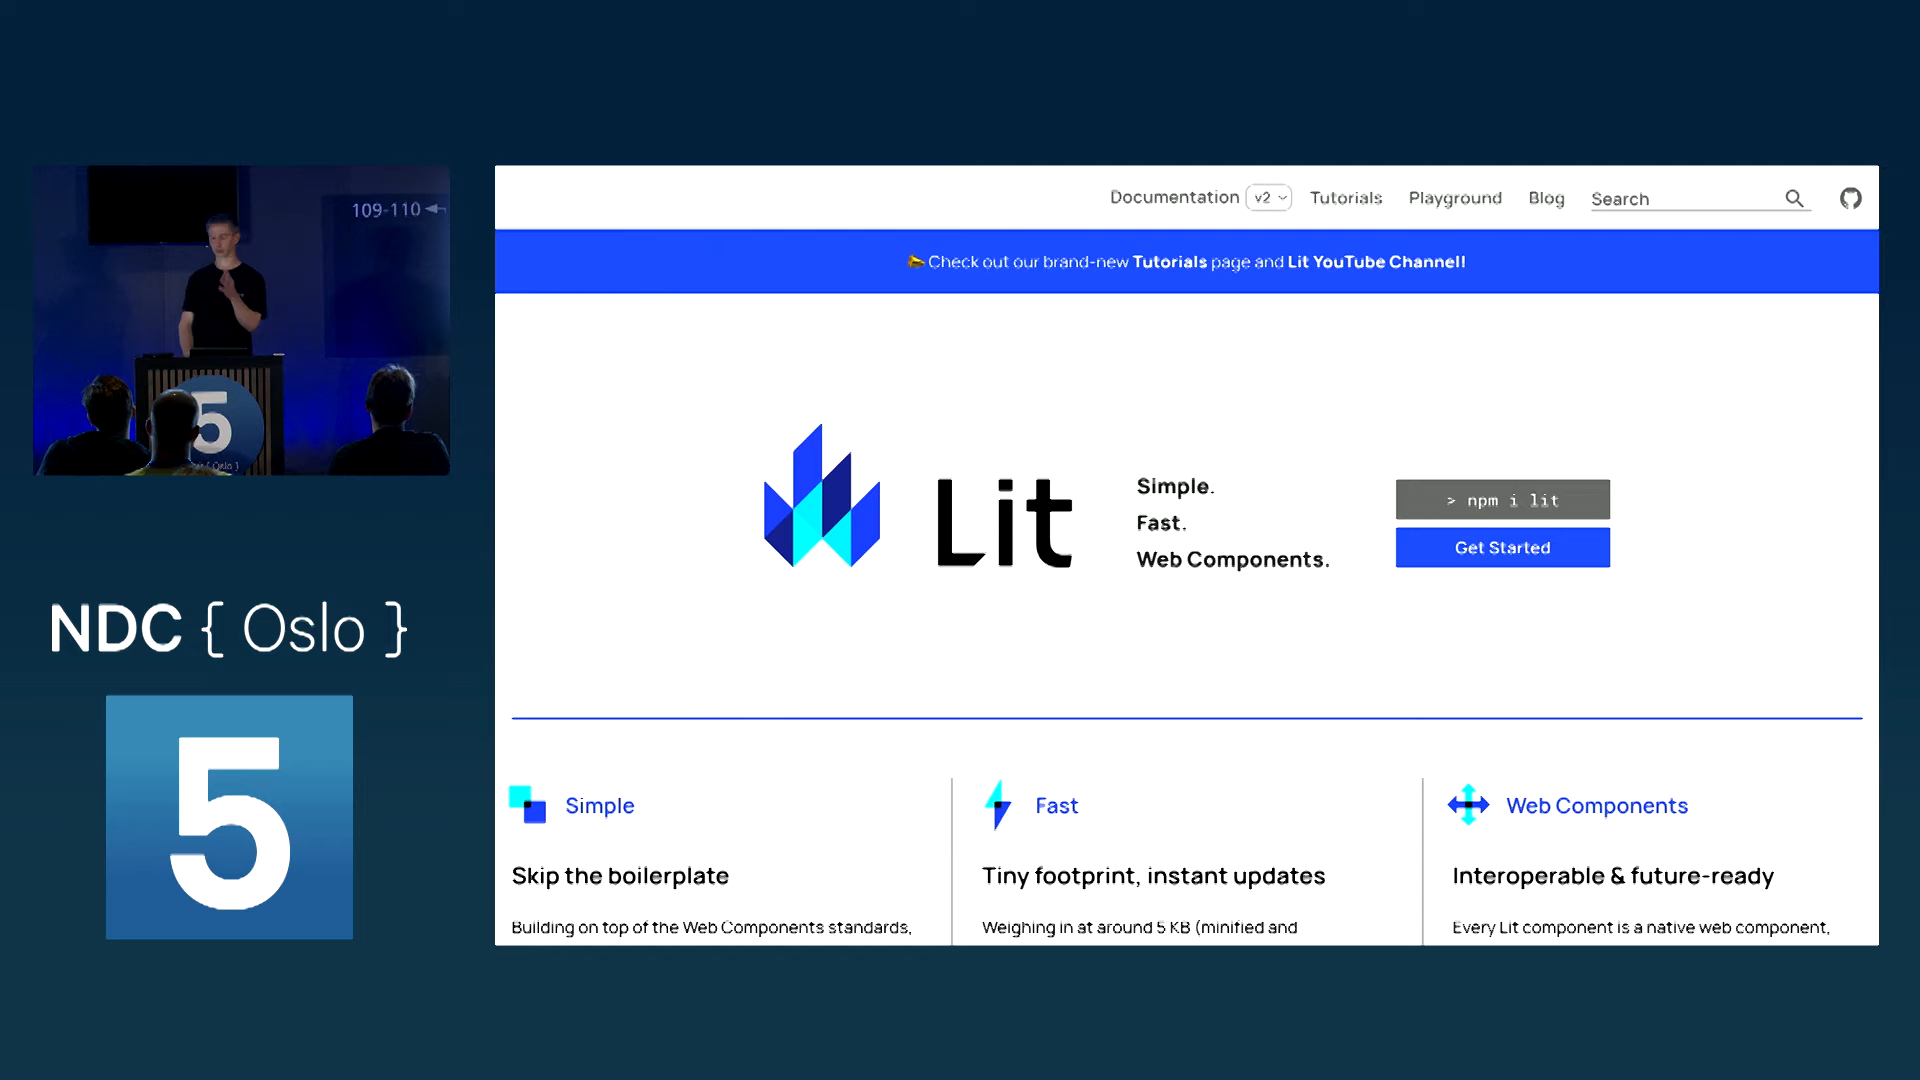 109-110
5
{ Oslo }
NDC { Oslo }
5
Documentation v2 Tutorials Playground Blog Search
Check out our brand-new Tutorials page and Lit YouTube Channel!
Lit
Simple.
Fast.
Web Components.
> npm i lit
Get Started
Simple
Skip the boilerplate
Building on top of the Web Components standards,
Fast
Tiny footprint, instant updates
Weighing in at around 5 KB (minified and
Web Components
Interoperable & future-ready
Every Lit component is a native web component,